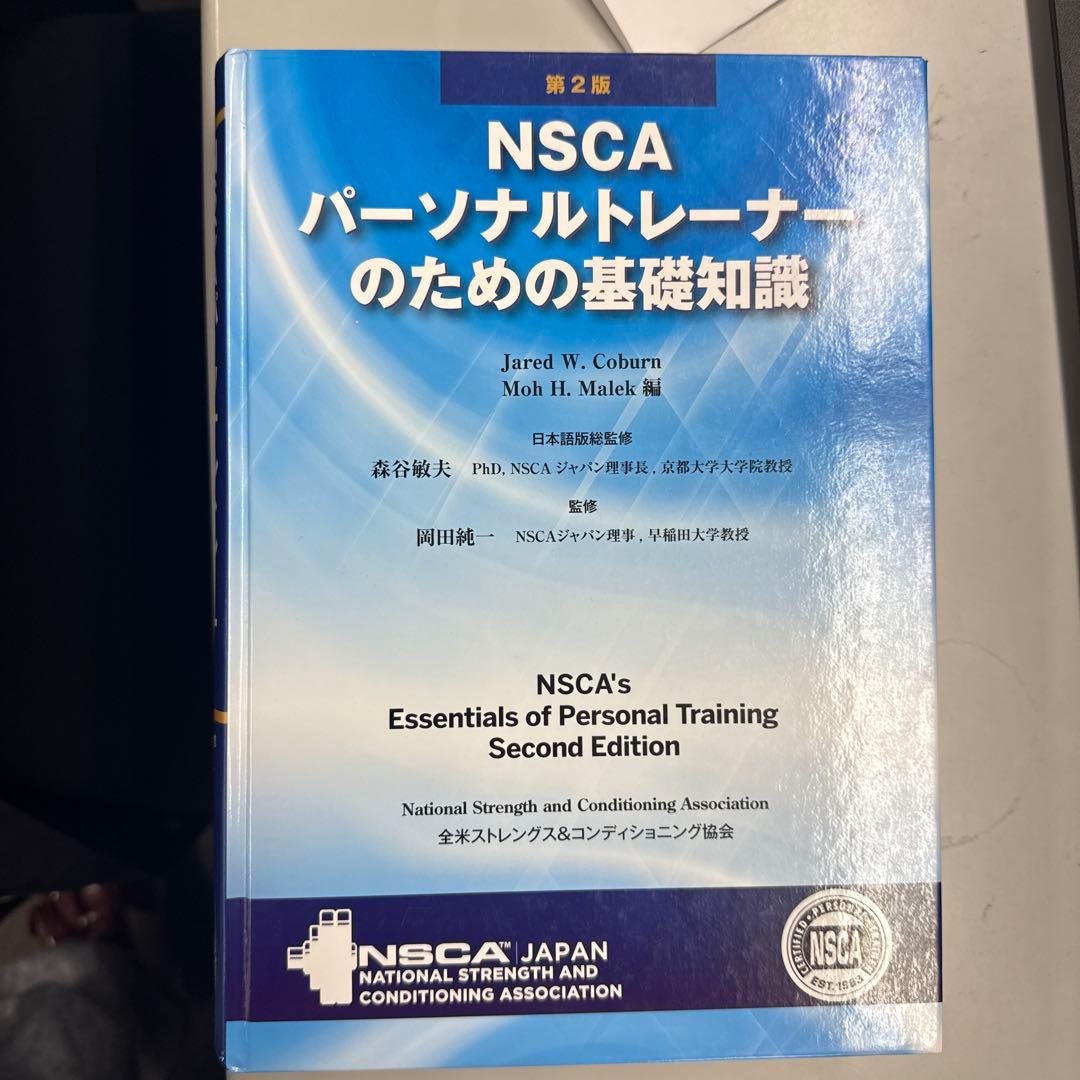 第2版
NSCA
パーソナルトレーナー
のための基礎知識
Jared W. Coburn
Moh H. Malek 編
日本語版総監修
森谷敏夫 PhD, NSCA ジャパン理事長, 京都大学大学院教授
監修
岡田純一 NSCAジャパン理事, 早稲田大学教授
NSCA's
Essentials of Personal Training
Second Edition
National Strength and Conditioning Association
全米ストレングス&コンディショニング協会
NSCA™ JAPAN
NATIONAL STRENGTH AND
CONDITIONING ASSOCIATION
CERTIFIED • PERSONAL TRAINER
NSCA
EST. 1993